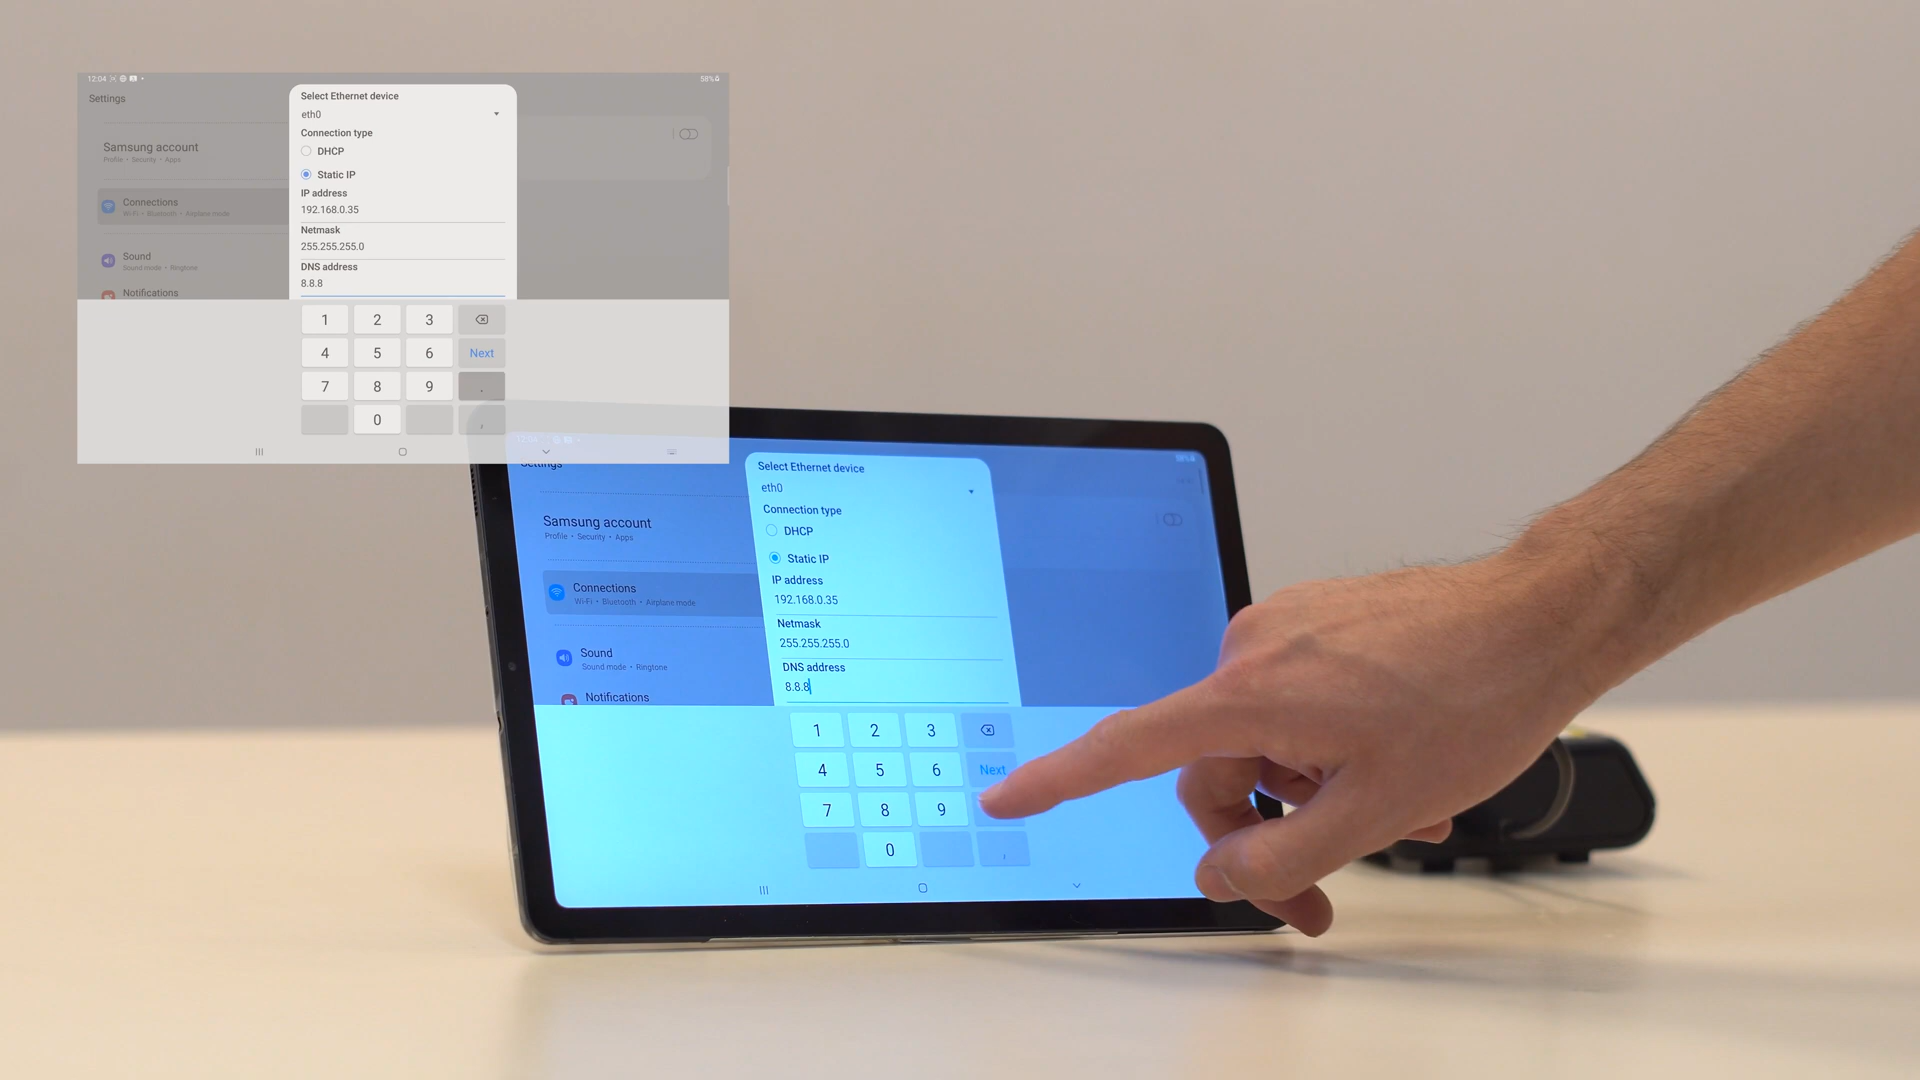 12:04
58%
Settings
Samsung account
Profile • Security • Apps
Connections
Wi-Fi • Bluetooth • Airplane mode
Sound
Sound mode • Ringtone
Notifications
Select Ethernet device
eth0
Connection type
DHCP
Static IP
IP address
192.168.0.35
Netmask
255.255.255.0
DNS address
8.8.8
1 2 3
4 5 6 Next
7 8 9 .
0 ,
12:04
58%
Settings
Samsung account
Profile • Security • Apps
Connections
Wi-Fi • Bluetooth • Airplane mode
Sound
Sound mode • Ringtone
Notifications
Select Ethernet device
eth0
Connection type
DHCP
Static IP
IP address
192.168.0.35
Netmask
255.255.255.0
DNS address
8.8.8
1 2 3
4 5 6 Next
7 8 9
0 ,